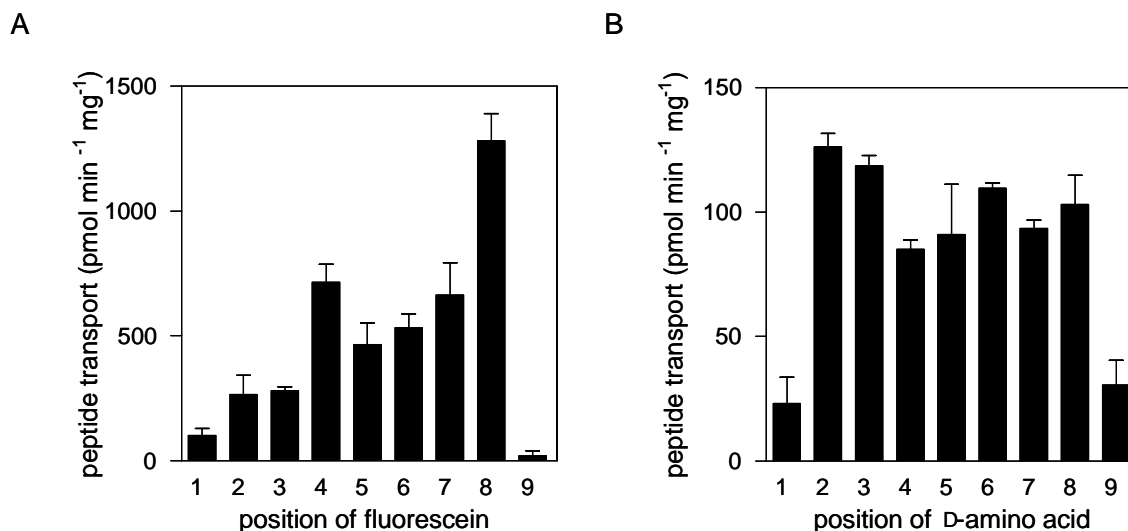 A
peptide transport (pmol min⁻¹ mg⁻¹)
1500
1000
500
0
1 2 3 4 5 6 7 8 9
position of fluorescein
B
peptide transport (pmol min⁻¹ mg⁻¹)
150
100
50
0
1 2 3 4 5 6 7 8 9
position of D-amino acid